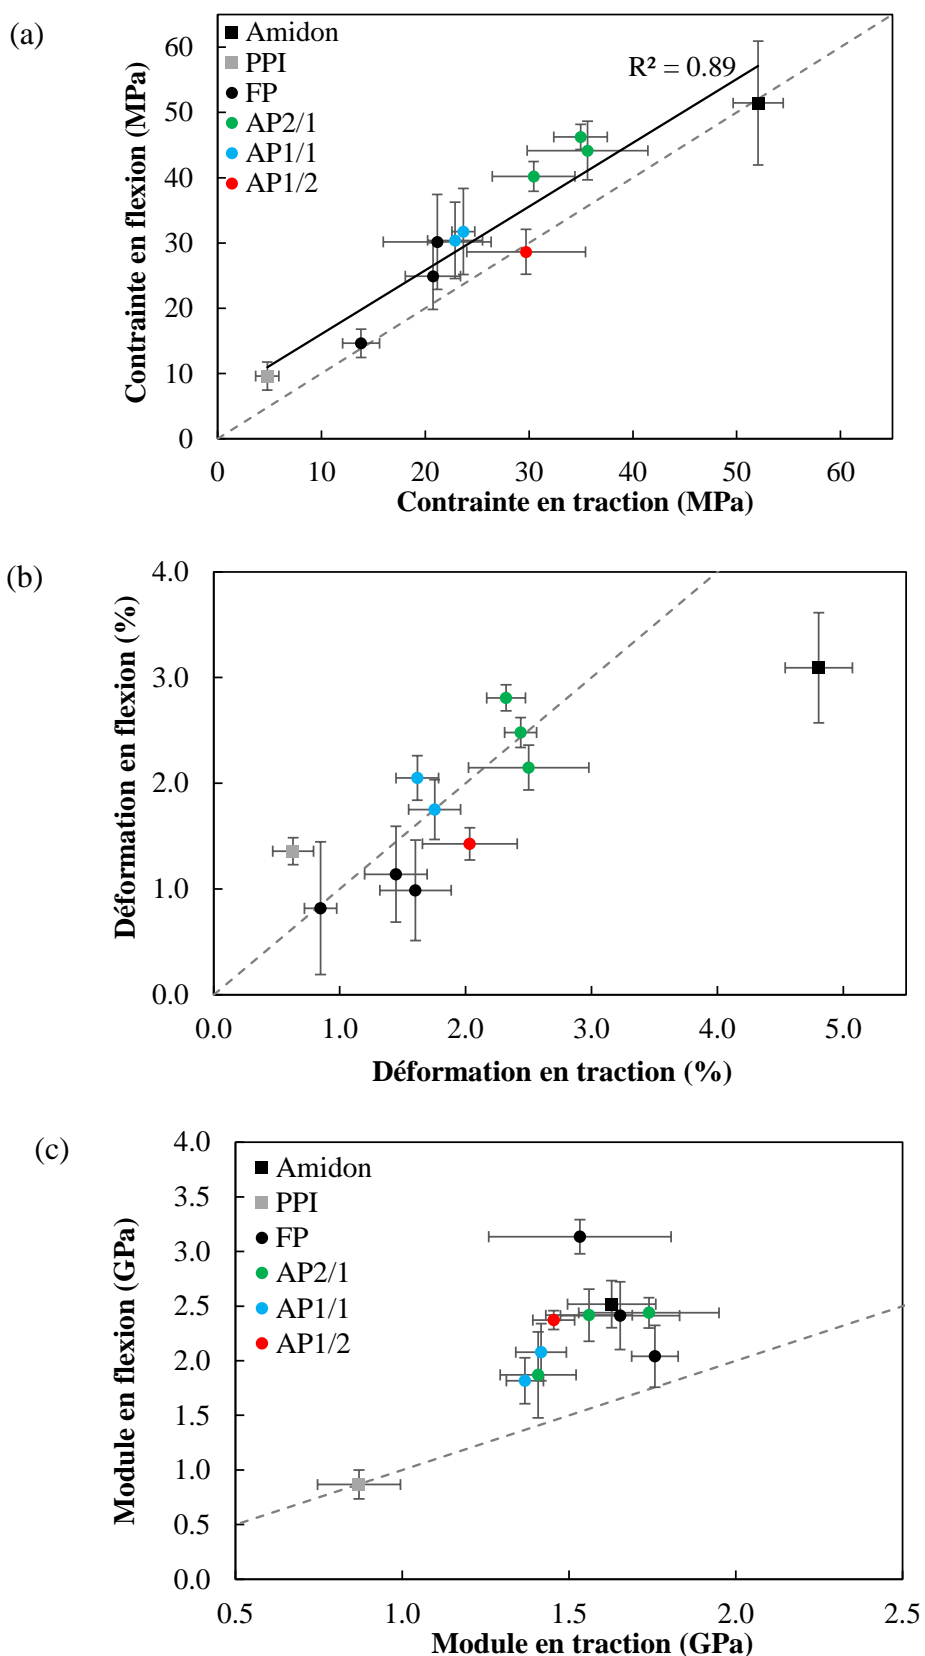 (a)
Contrainte en flexion (MPa)
60
50
40
30
20
10
0
Amidon
PPI
FP
AP2/1
AP1/1
AP1/2
R² = 0.89
0 10 20 30 40 50 60
Contrainte en traction (MPa)
(b)
Déformation en flexion (%)
4.0
3.0
2.0
1.0
0.0
0.0 1.0 2.0 3.0 4.0 5.0
Déformation en traction (%)
(c)
Module en flexion (GPa)
4.0
3.5
3.0
2.5
2.0
1.5
1.0
0.5
0.0
Amidon
PPI
FP
AP2/1
AP1/1
AP1/2
0.5 1.0 1.5 2.0 2.5
Module en traction (GPa)